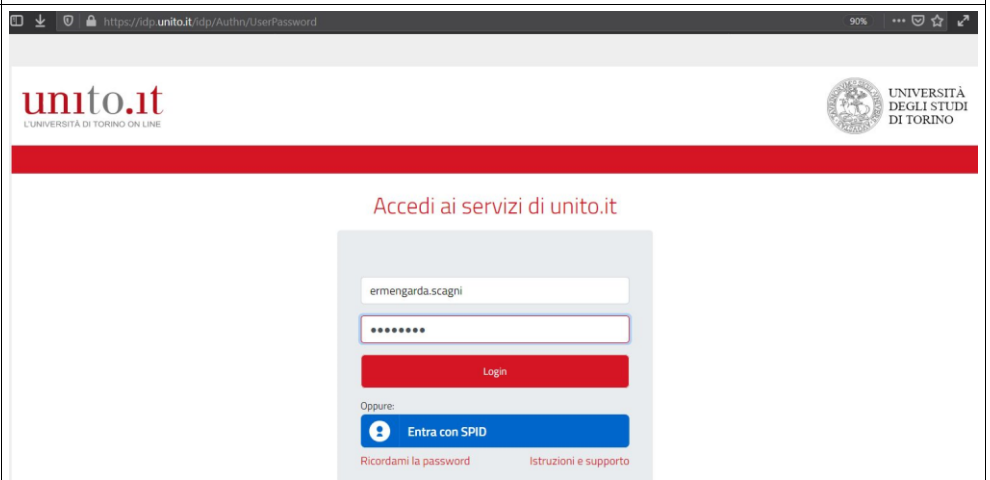 https://idp.unito.it/idp/Authn/UserPassword
90%
unito.it
L'UNIVERSITÀ DI TORINO ON LINE
UNIVERSITÀ
DEGLI STUDI
DI TORINO
Accedi ai servizi di unito.it
ermengarda.scagni
••••••••
Login
Oppure:
Entra con SPID
Ricordami la password Istruzioni e supporto